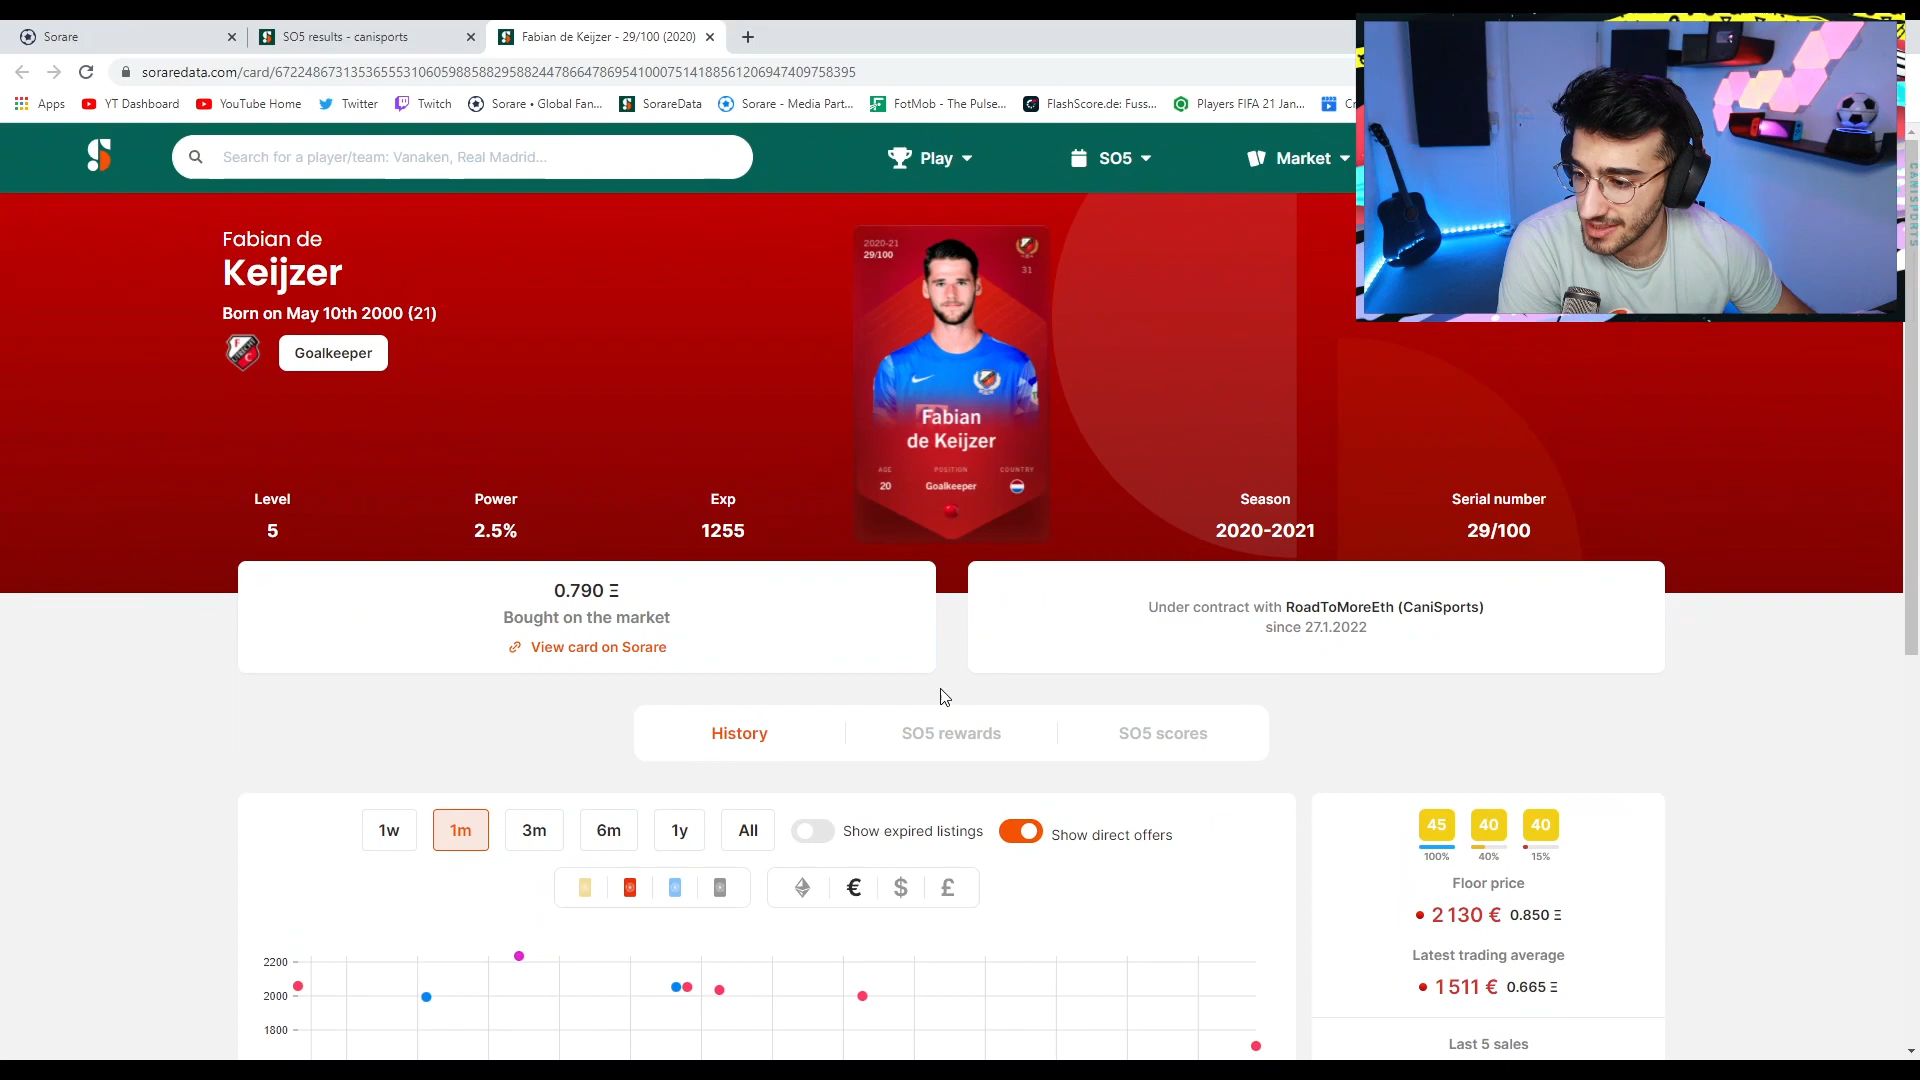 Sorare
SO5 results - canisports
Fabian de Keijzer - 29/100 (2020)
soraredata.com/card/67224867313536555310605988588295882447866478695410007514188561206947409758395
Apps
YT Dashboard
YouTube Home
Twitter
Twitch
Sorare • Global Fan...
SorareData
Sorare - Media Part...
FotMob - The Pulse...
FlashScore.de: Fuss...
Players FIFA 21 Jan...
Search for a player/team: Vanaken, Real Madrid...
Play
SO5
Market
CANISPORTS
Fabian de
Keijzer
Born on May 10th 2000 (21)
Goalkeeper
2020-21
29/100
31
Fabian
de Keijzer
AGE
POSITION
COUNTRY
20
Goalkeeper
Level
Power
Exp
Season
Serial number
5
2.5%
1255
2020-2021
29/100
0.790 Ξ
Bought on the market
View card on Sorare
Under contract with RoadToMoreEth (CaniSports)
since 27.1.2022
History
SO5 rewards
SO5 scores
1w
1m
3m
6m
1y
All
Show expired listings
Show direct offers
€
$
£
2200
2000
1800
45
40
40
100%
40%
15%
Floor price
2 130 € 0.850 Ξ
Latest trading average
1 511 € 0.665 Ξ
Last 5 sales